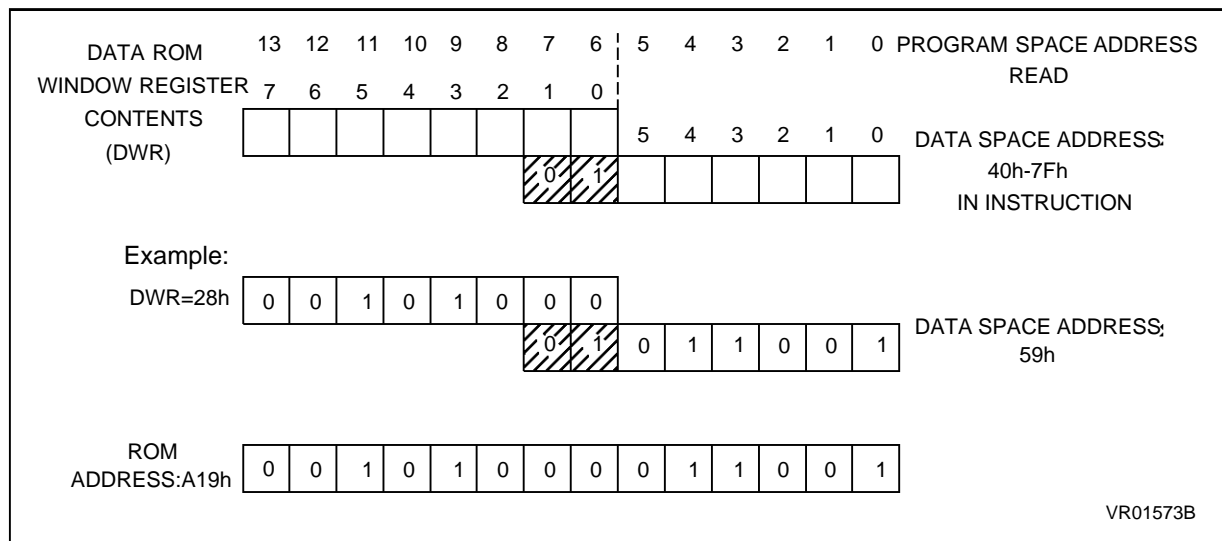 13 12 11 10 9 8 7 6 5 4 3 2 1 0 PROGRAM SPACE ADDRESS
READ
DATA ROM
WINDOW REGISTER 7 6 5 4 3 2 1 0
CONTENTS
(DWR)
5 4 3 2 1 0 DATA SPACE ADDRESS:
40h-7Fh
IN INSTRUCTION
0 1
Example:
DWR=28h 0 0 1 0 1 0 0 0
0 1 0 1 1 0 0 1 DATA SPACE ADDRESS:
59h
ROM
ADDRESS:A19h 0 0 1 0 1 0 0 0 0 1 1 0 0 1
VR01573B